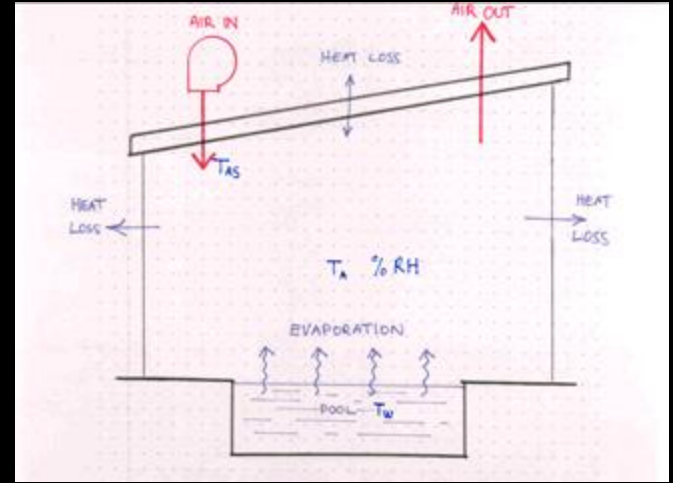 AIR IN
AIR OUT
HEAT LOSS
TAS
HEAT
LOSS
HEAT
LOSS
TA % RH
EVAPORATION
POOL TW